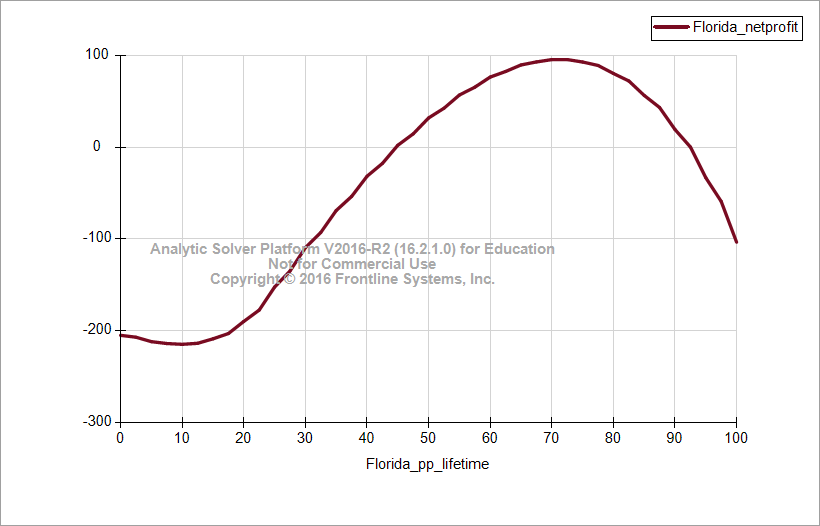 Florida_netprofit
100
0
-100
-200
-300
Analytic Solver Platform V2016-R2 (16.2.1.0) for Education
Not for Commercial Use
Copyright © 2016 Frontline Systems, Inc.
0 10 20 30 40 50 60 70 80 90 100
Florida_pp_lifetime